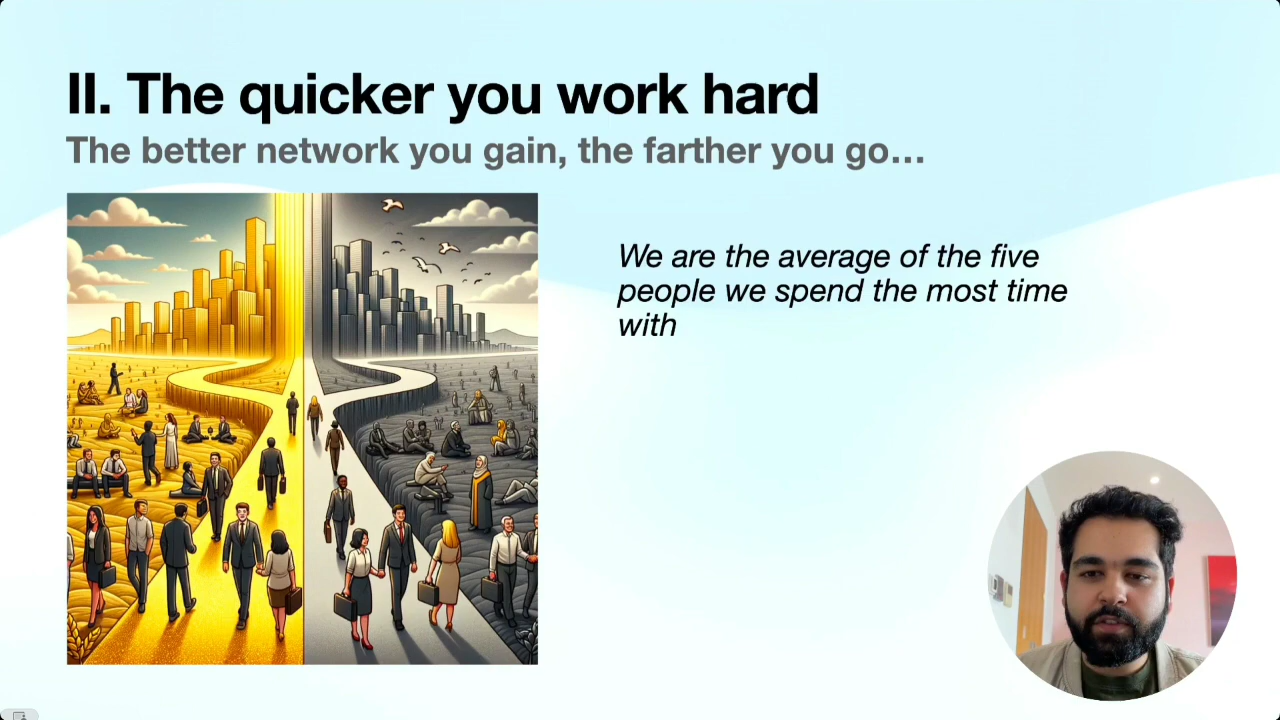 II. The quicker you work hard
The better network you gain, the farther you go...
We are the average of the five
people we spend the most time
with